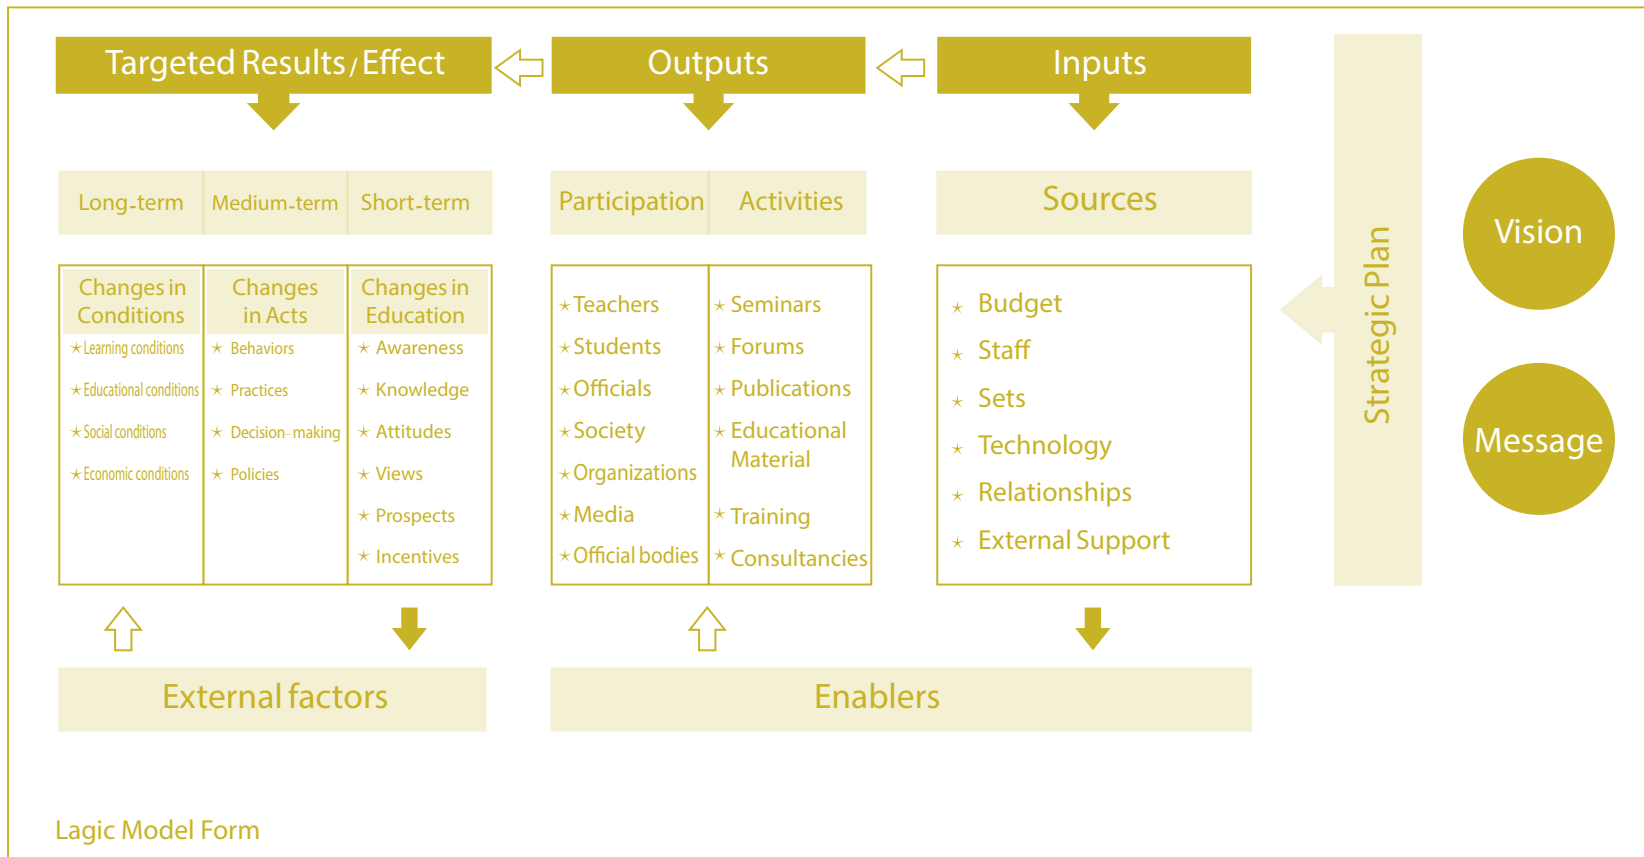 Targeted Results / Effect
Outputs
Inputs
Long-term
Medium-term
Short-term
Participation
Activities
Sources
Changes in
Conditions
* Learning conditions
* Educational conditions
* Social conditions
* Economic conditions
Changes
in Acts
* Behaviors
* Practices
* Decision-making
* Policies
Changes in
Education
* Awareness
* Knowledge
* Attitudes
* Views
* Prospects
* Incentives
* Teachers
* Students
* Officials
* Society
* Organizations
* Media
* Official bodies
* Seminars
* Forums
* Publications
* Educational
Material
* Training
* Consultancies
* Budget
* Staff
* Sets
* Technology
* Relationships
* External Support
Strategic Plan
Vision
Message
External factors
Enablers
Lagic Model Form